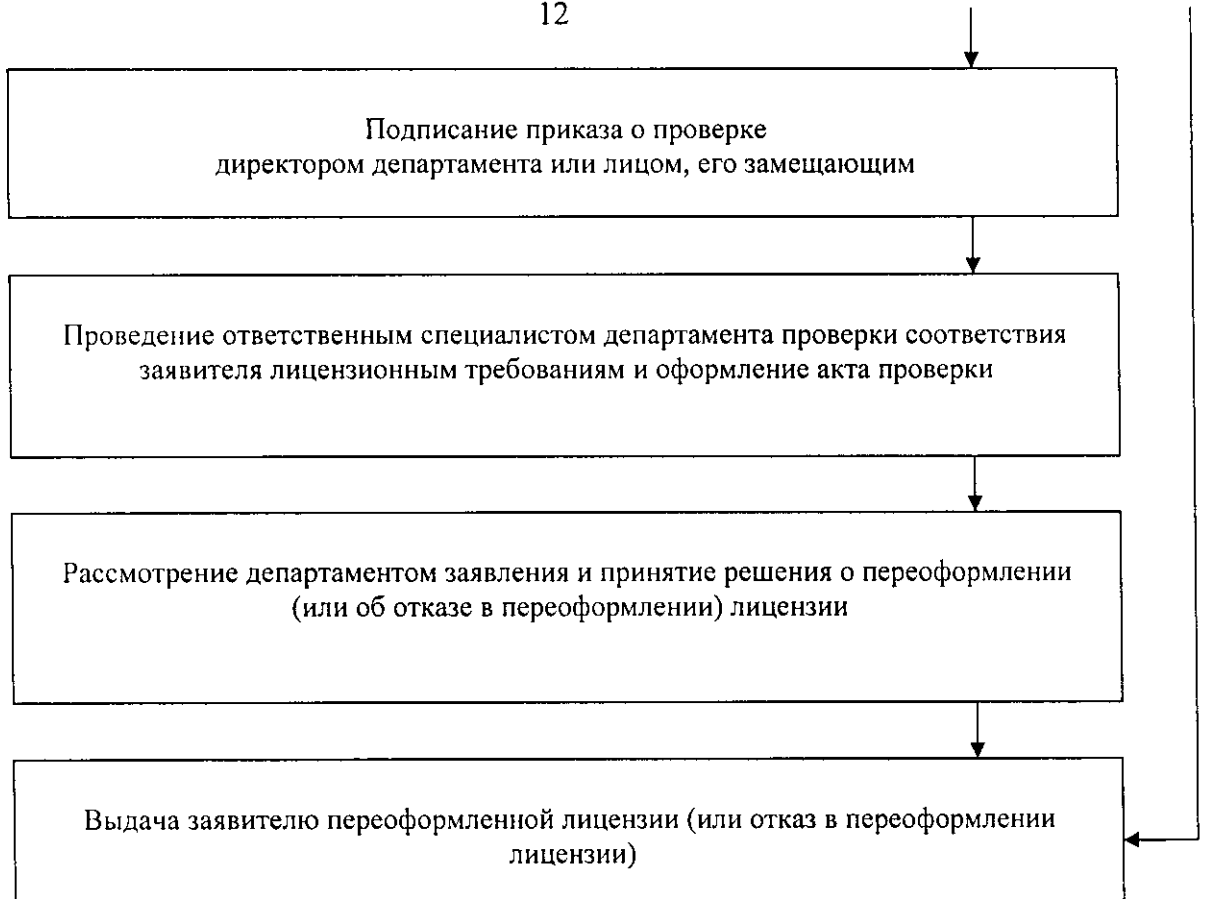 12
Подписание приказа о проверке
директором департамента или лицом, его замещающим
Проведение ответственным специалистом департамента проверки соответствия
заявителя лицензионным требованиям и оформление акта проверки
Рассмотрение департаментом заявления и принятие решения о переоформлении
(или об отказе в переоформлении) лицензии
Выдача заявителю переоформленной лицензии (или отказ в переоформлении
лицензии)